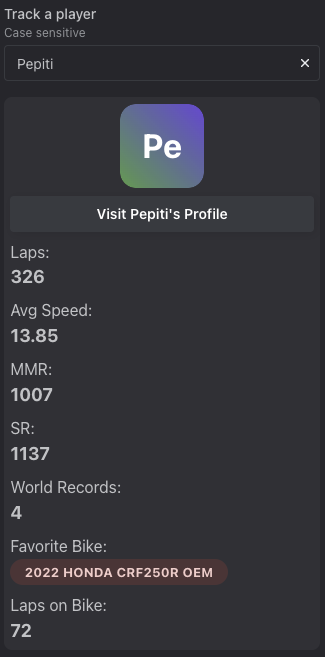 Track a player
Case sensitive
Pepiti
Pe
Visit Pepiti's Profile
Laps:
326
Avg Speed:
13.85
MMR:
1007
SR:
1137
World Records:
4
Favorite Bike:
2022 HONDA CRF250R OEM
Laps on Bike:
72